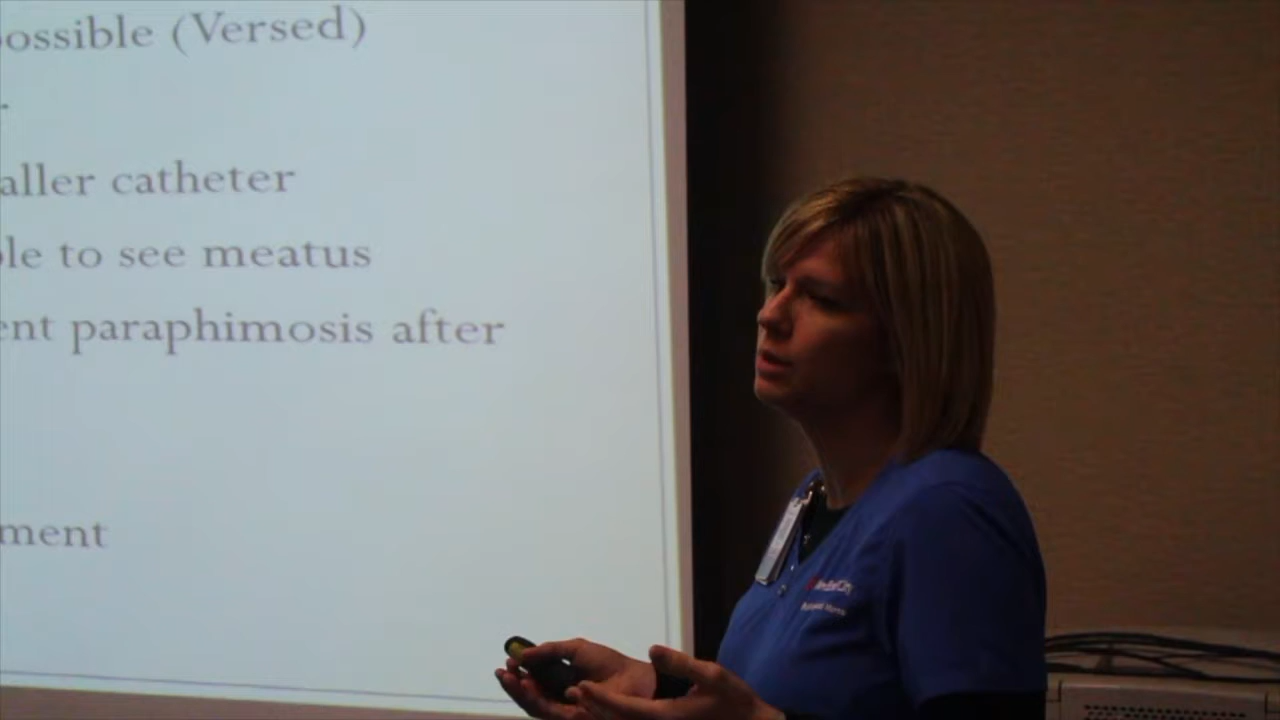 ossible (Versed)
aller catheter
le to see meatus
ent paraphimosis after
ment